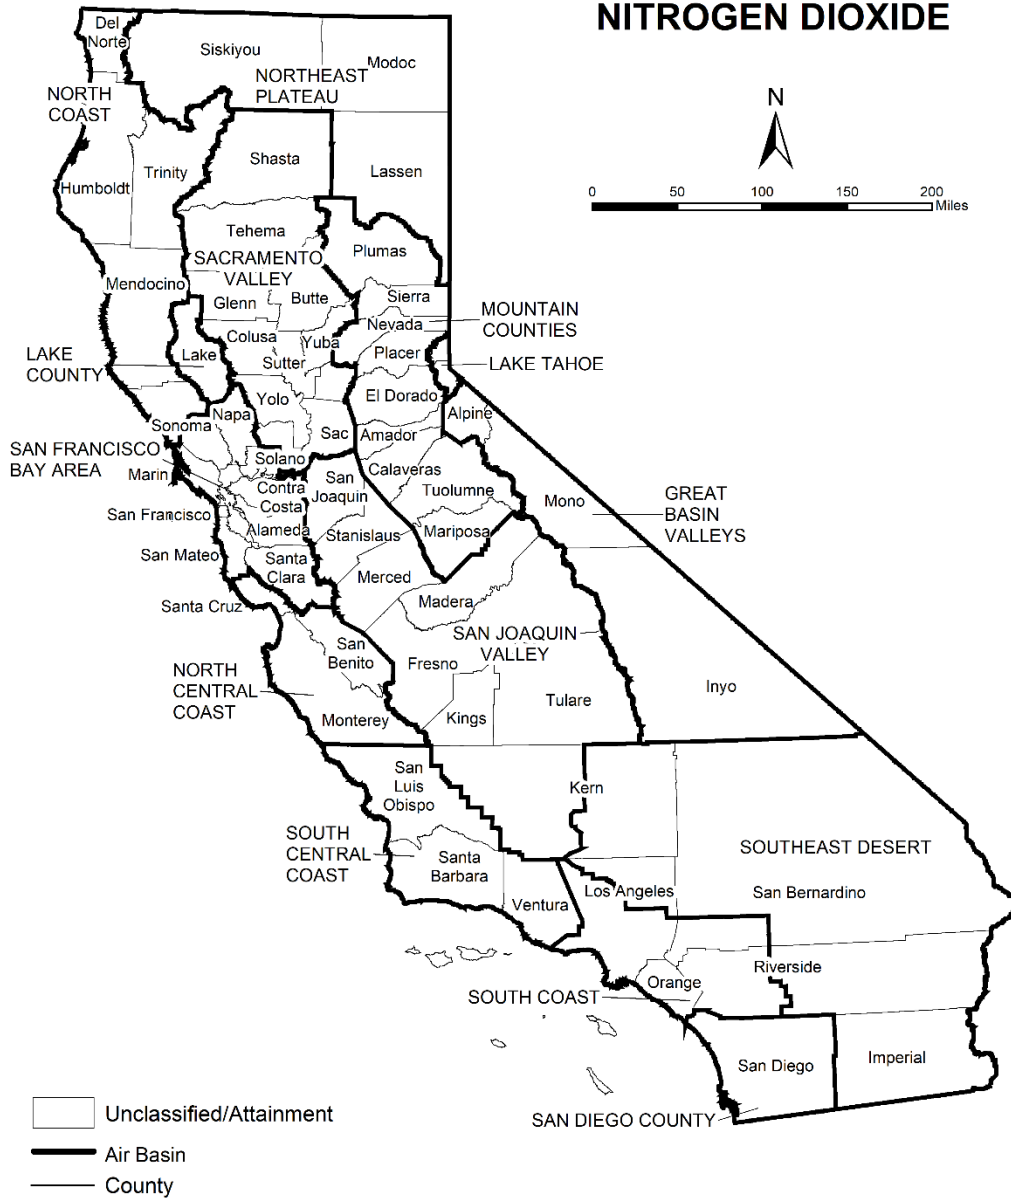 NITROGEN DIOXIDE
Del
Norte
Siskiyou
Modoc
NORTHEAST
PLATEAU
NORTH
COAST
N
Shasta
Trinity
Lassen
Humboldt
0 50 100 150 200
Miles
Tehema
Plumas
SACRAMENTO
VALLEY
Mendocino
Glenn
Butte
Sierra
MOUNTAIN
COUNTIES
Nevada
Colusa
Yuba
Sutter
Placer
LAKE
COUNTY
Lake
LAKE TAHOE
Yolo
El Dorado
Napa
Alpine
Sonoma
Sac
Amador
SAN FRANCISCO
BAY AREA
Solano
Marin
Calaveras
Contra
Costa
San
Joaquin
Tuolumne
Mono
GREAT
BASIN
VALLEYS
San Francisco
Alameda
Stanislaus
Mariposa
San Mateo
Santa
Clara
Merced
Santa Cruz
Madera
SAN JOAQUIN
VALLEY
San
Benito
Fresno
NORTH
CENTRAL
COAST
Inyo
Tulare
Monterey
Kings
San
Luis
Obispo
Kern
SOUTH
CENTRAL
COAST
Santa
Barbara
SOUTHEAST DESERT
Los Angeles
San Bernardino
Ventura
Riverside
Orange
SOUTH COAST
San Diego
Imperial
SAN DIEGO COUNTY
Unclassified/Attainment
Air Basin
County